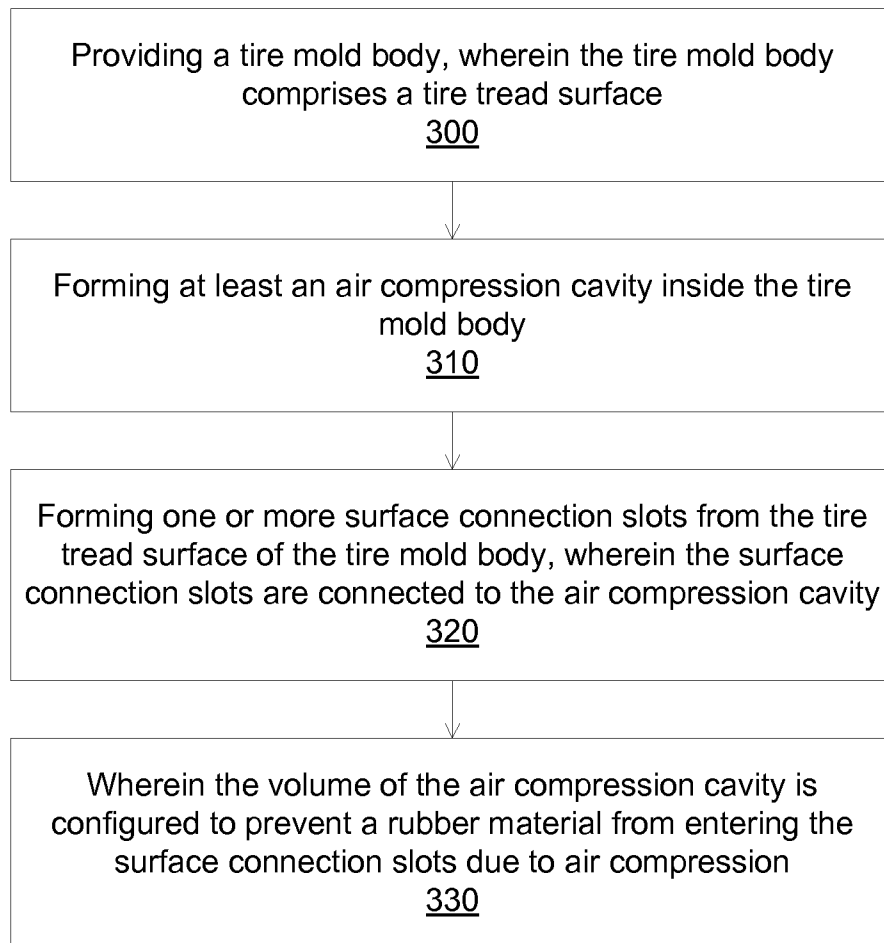 Providing a tire mold body, wherein the tire mold body
comprises a tire tread surface
300
Forming at least an air compression cavity inside the tire
mold body
310
Forming one or more surface connection slots from the tire
tread surface of the tire mold body, wherein the surface
connection slots are connected to the air compression cavity
320
Wherein the volume of the air compression cavity is
configured to prevent a rubber material from entering the
surface connection slots due to air compression
330